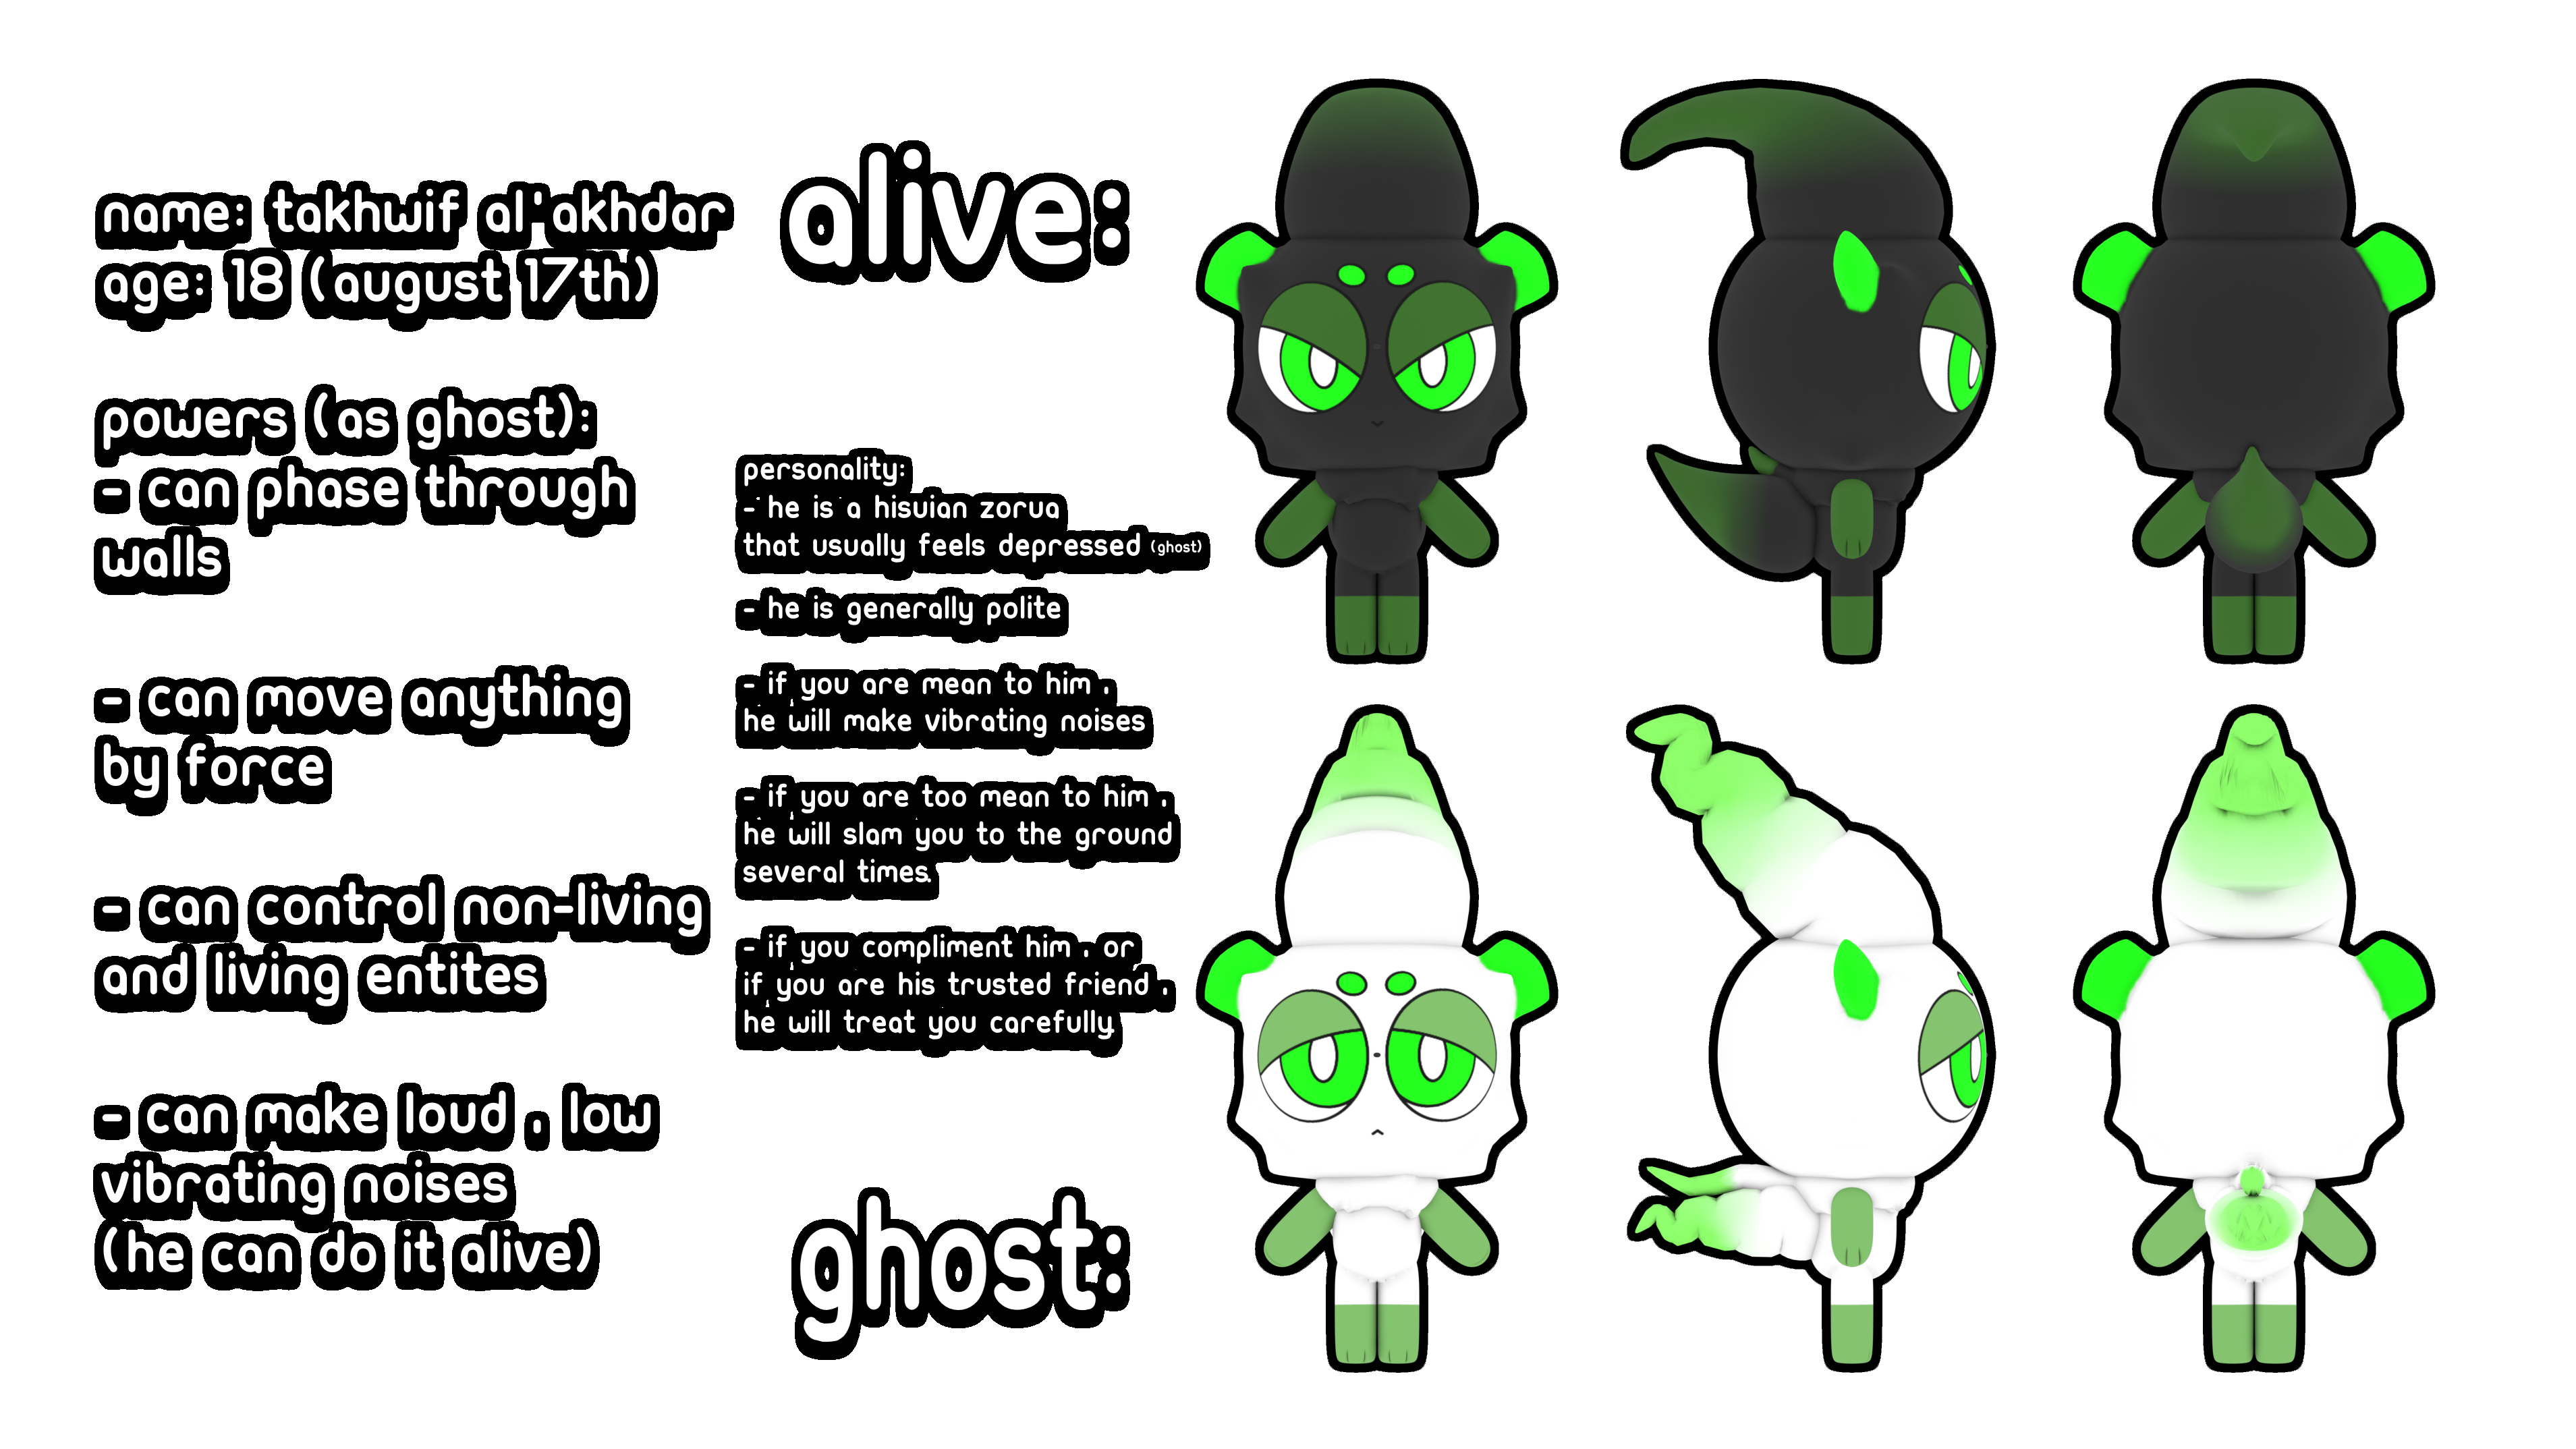 name: takhwif al'akhdar
age: 18 (august 17th)
powers (as ghost):
- can phase through
walls
- can move anything
by force
- can control non-living
and living entites
- can make loud , low
vibrating noises
(he can do it alive)
alive:
personality:
- he is a hisuian zorua
that usually feels depressed (ghost)
- he is generally polite
- if you are mean to him ,
he will make vibrating noises
- if you are too mean to him ,
he will slam you to the ground
several times.
- if you compliment him , or
if you are his trusted friend ,
he will treat you carefully.
ghost: